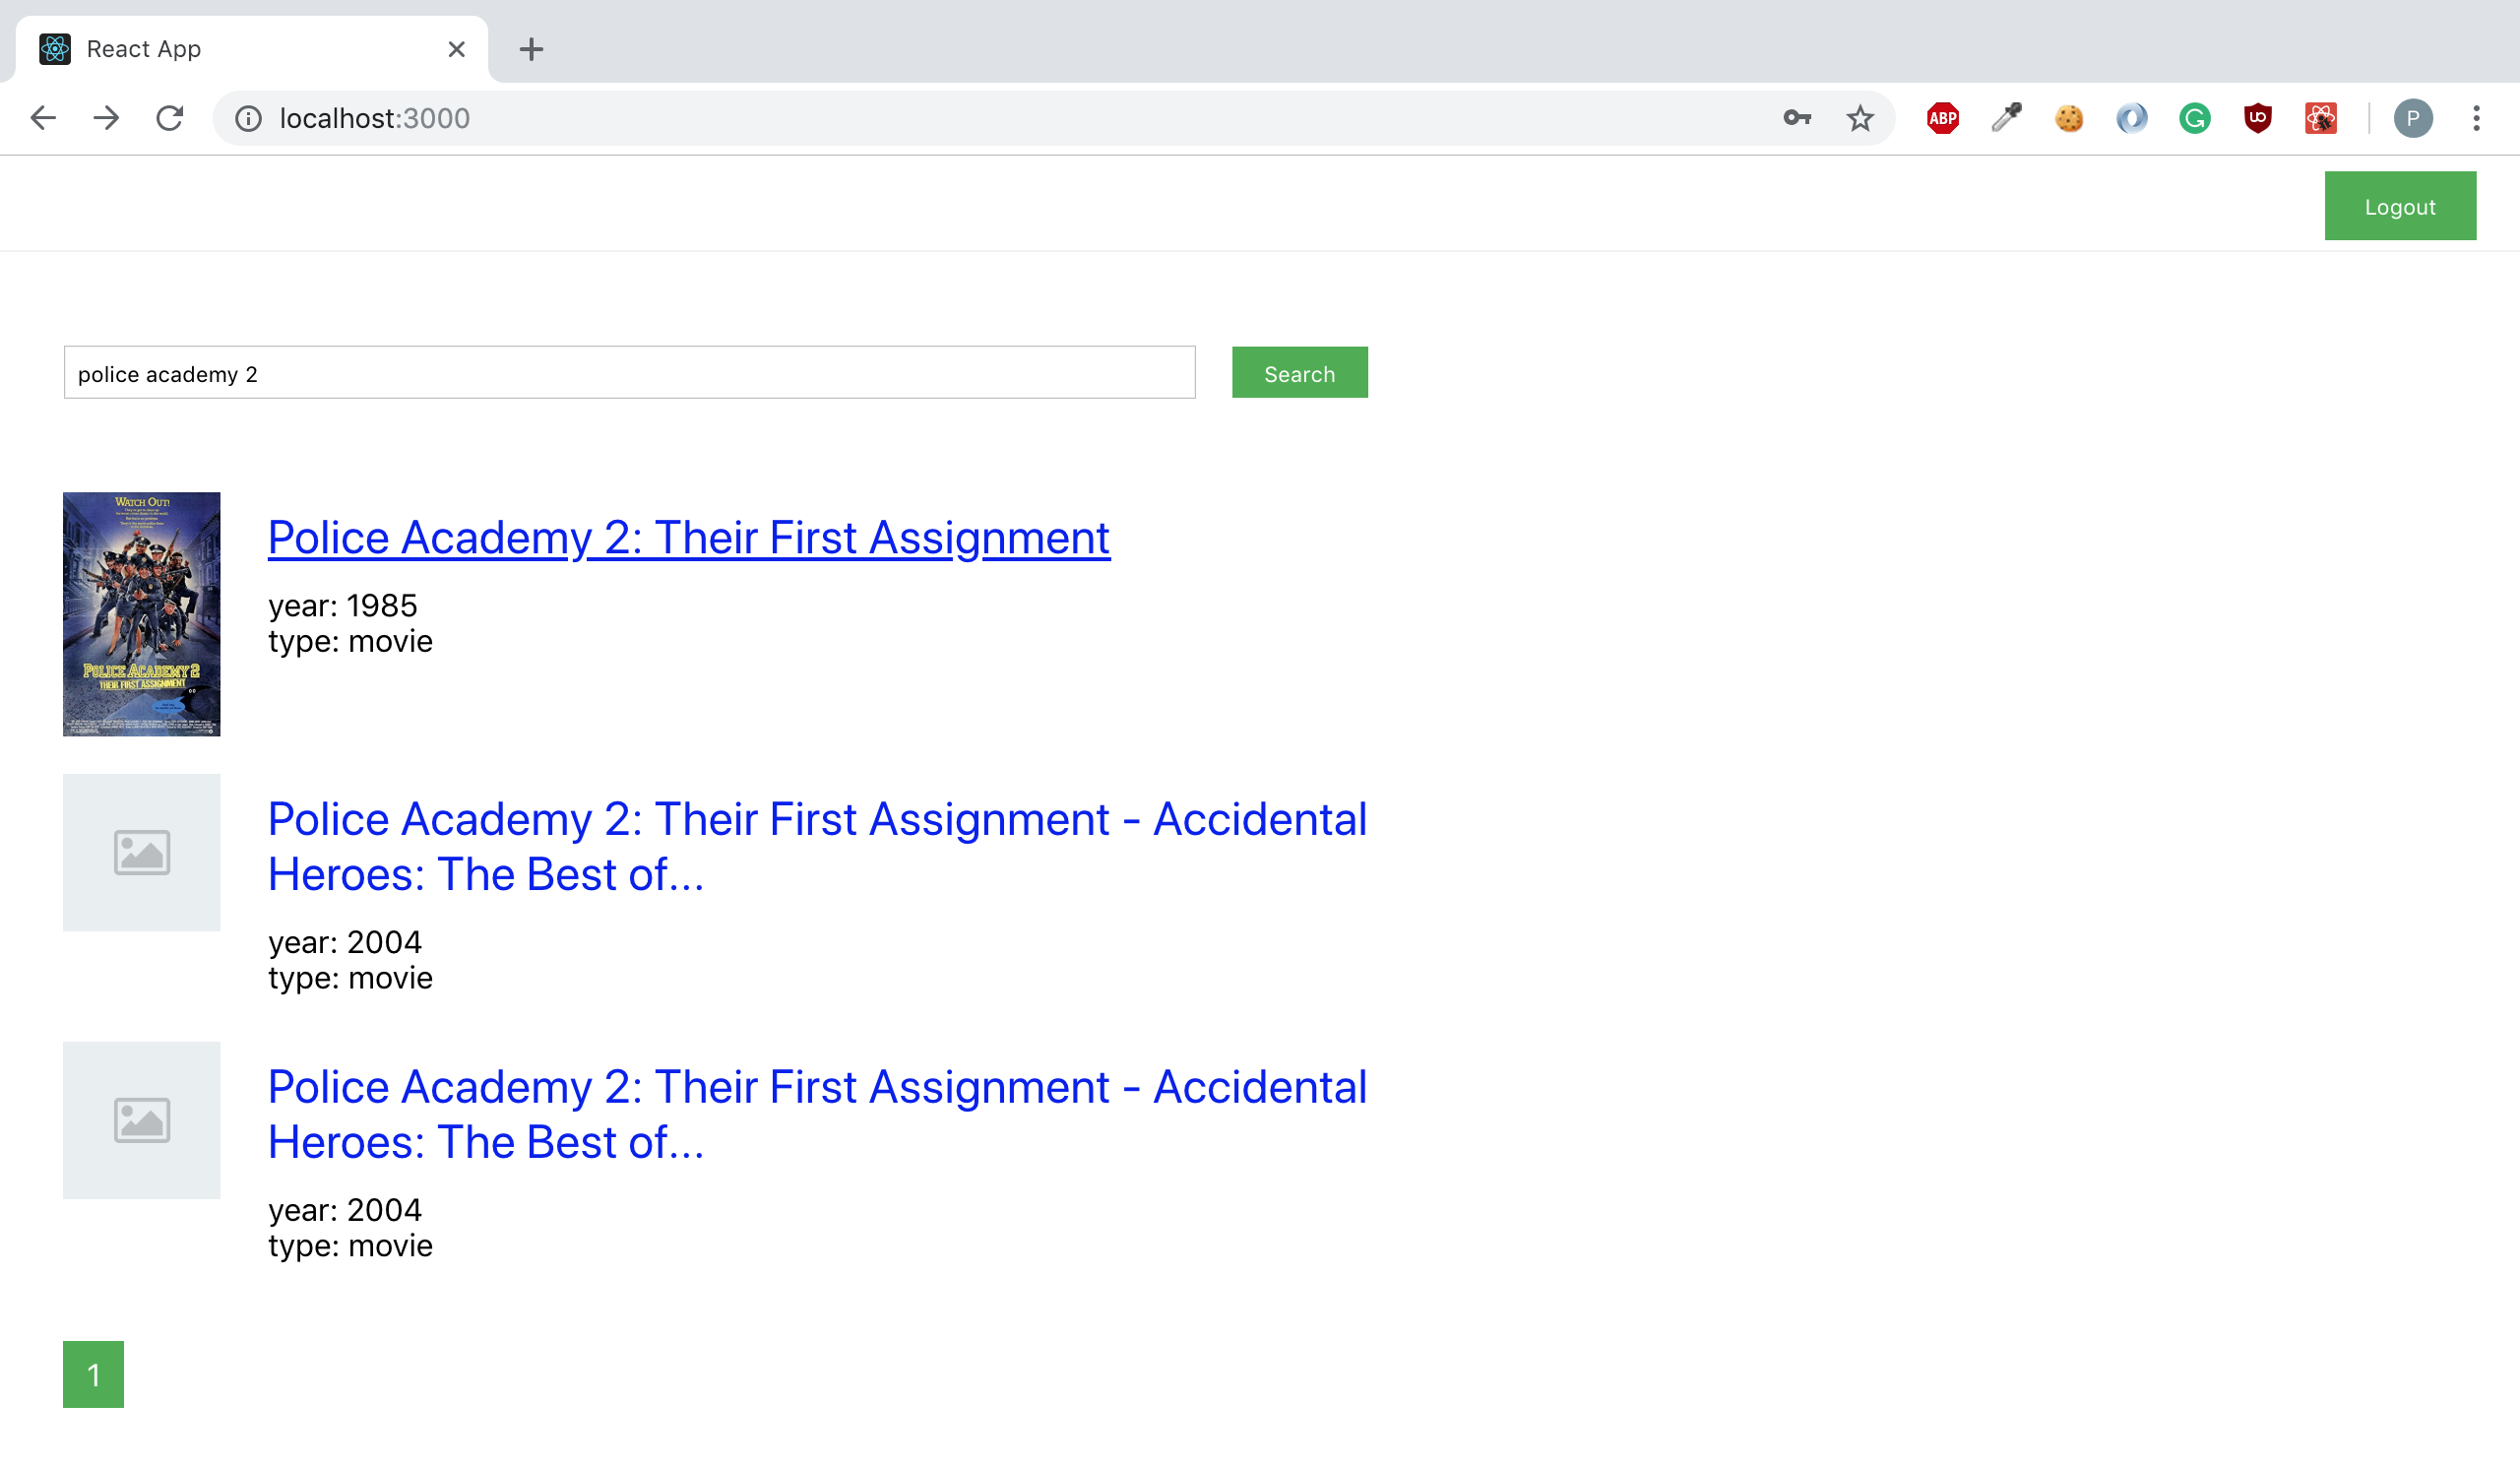 React App
localhost:3000
ABP
P
Logout
police academy 2
Search
WATCH OUT!
POLICE ACADEMY 2
THEIR FIRST ASSIGNMENT
Police Academy 2: Their First Assignment
year: 1985
type: movie
Police Academy 2: Their First Assignment - Accidental
Heroes: The Best of...
year: 2004
type: movie
Police Academy 2: Their First Assignment - Accidental
Heroes: The Best of...
year: 2004
type: movie
1